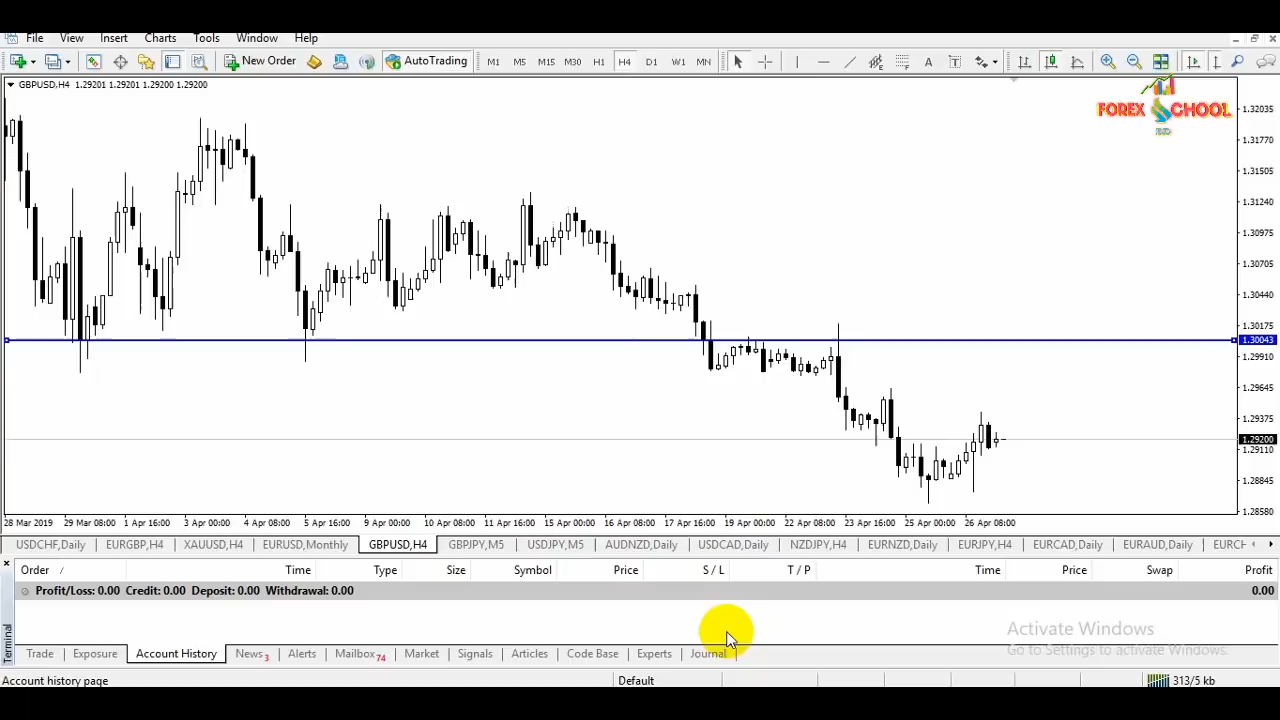 File View Insert Charts Tools Window Help
New Order AutoTrading M1 M5 M15 M30 H1 H4 D1 W1 MN A T
GBPUSD,H4 1.29201 1.29201 1.29200 1.29200
FOREX SCHOOL
BD
1.32035
1.31770
1.31505
1.31240
1.30975
1.30705
1.30440
1.30175
1.30043
1.29910
1.29645
1.29375
1.29200
1.29110
1.28845
1.28580
28 Mar 2019 29 Mar 08:00 1 Apr 16:00 3 Apr 00:00 4 Apr 08:00 5 Apr 16:00 9 Apr 00:00 10 Apr 08:00 11 Apr 16:00 15 Apr 00:00 16 Apr 08:00 17 Apr 16:00 19 Apr 00:00 22 Apr 08:00 23 Apr 16:00 25 Apr 00:00 26 Apr 08:00
USDCHF,Daily EURGBP,H4 XAUUSD,H4 EURUSD,Monthly GBPUSD,H4 GBPJPY,M5 USDJPY,M5 AUDNZD,Daily USDCAD,Daily NZDJPY,H4 EURNZD,Daily EURJPY,H4 EURCAD,Daily EURAUD,Daily EURCH
Order / Time Type Size Symbol Price S / L T / P Time Price Swap Profit
Profit/Loss: 0.00 Credit: 0.00 Deposit: 0.00 Withdrawal: 0.00 0.00
Terminal
Activate Windows
Go to Settings to activate Windows.
Trade Exposure Account History News 3 Alerts Mailbox 74 Market Signals Articles Code Base Experts Journal
Account history page Default 313/5 kb